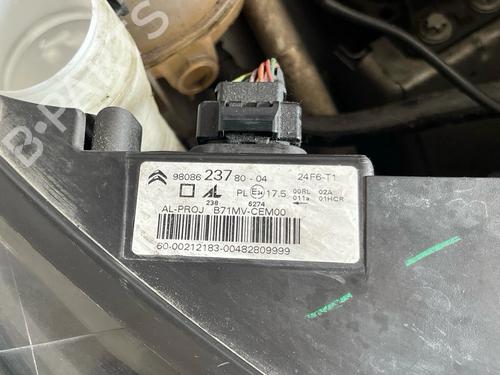 B-PARTS
98086 237 80 - 04 24F6-T1
AL PL E 17.5 00RL 02A
238 6274 011a 01HCR
AL-PROJ B71MV-CEM00
60-00212183-00482809999